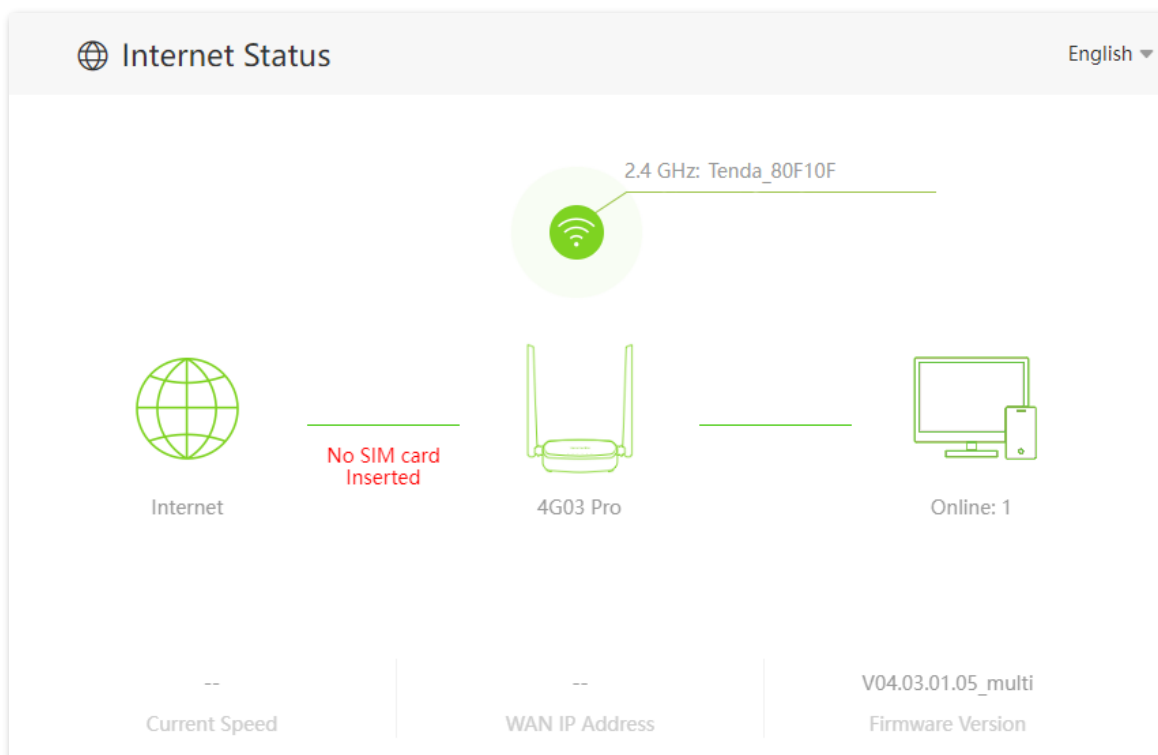 Internet Status
English
2.4 GHz: Tenda_80F10F
No SIM card
Inserted
Internet
4G03 Pro
Online: 1
--
--
V04.03.01.05_multi
Current Speed
WAN IP Address
Firmware Version